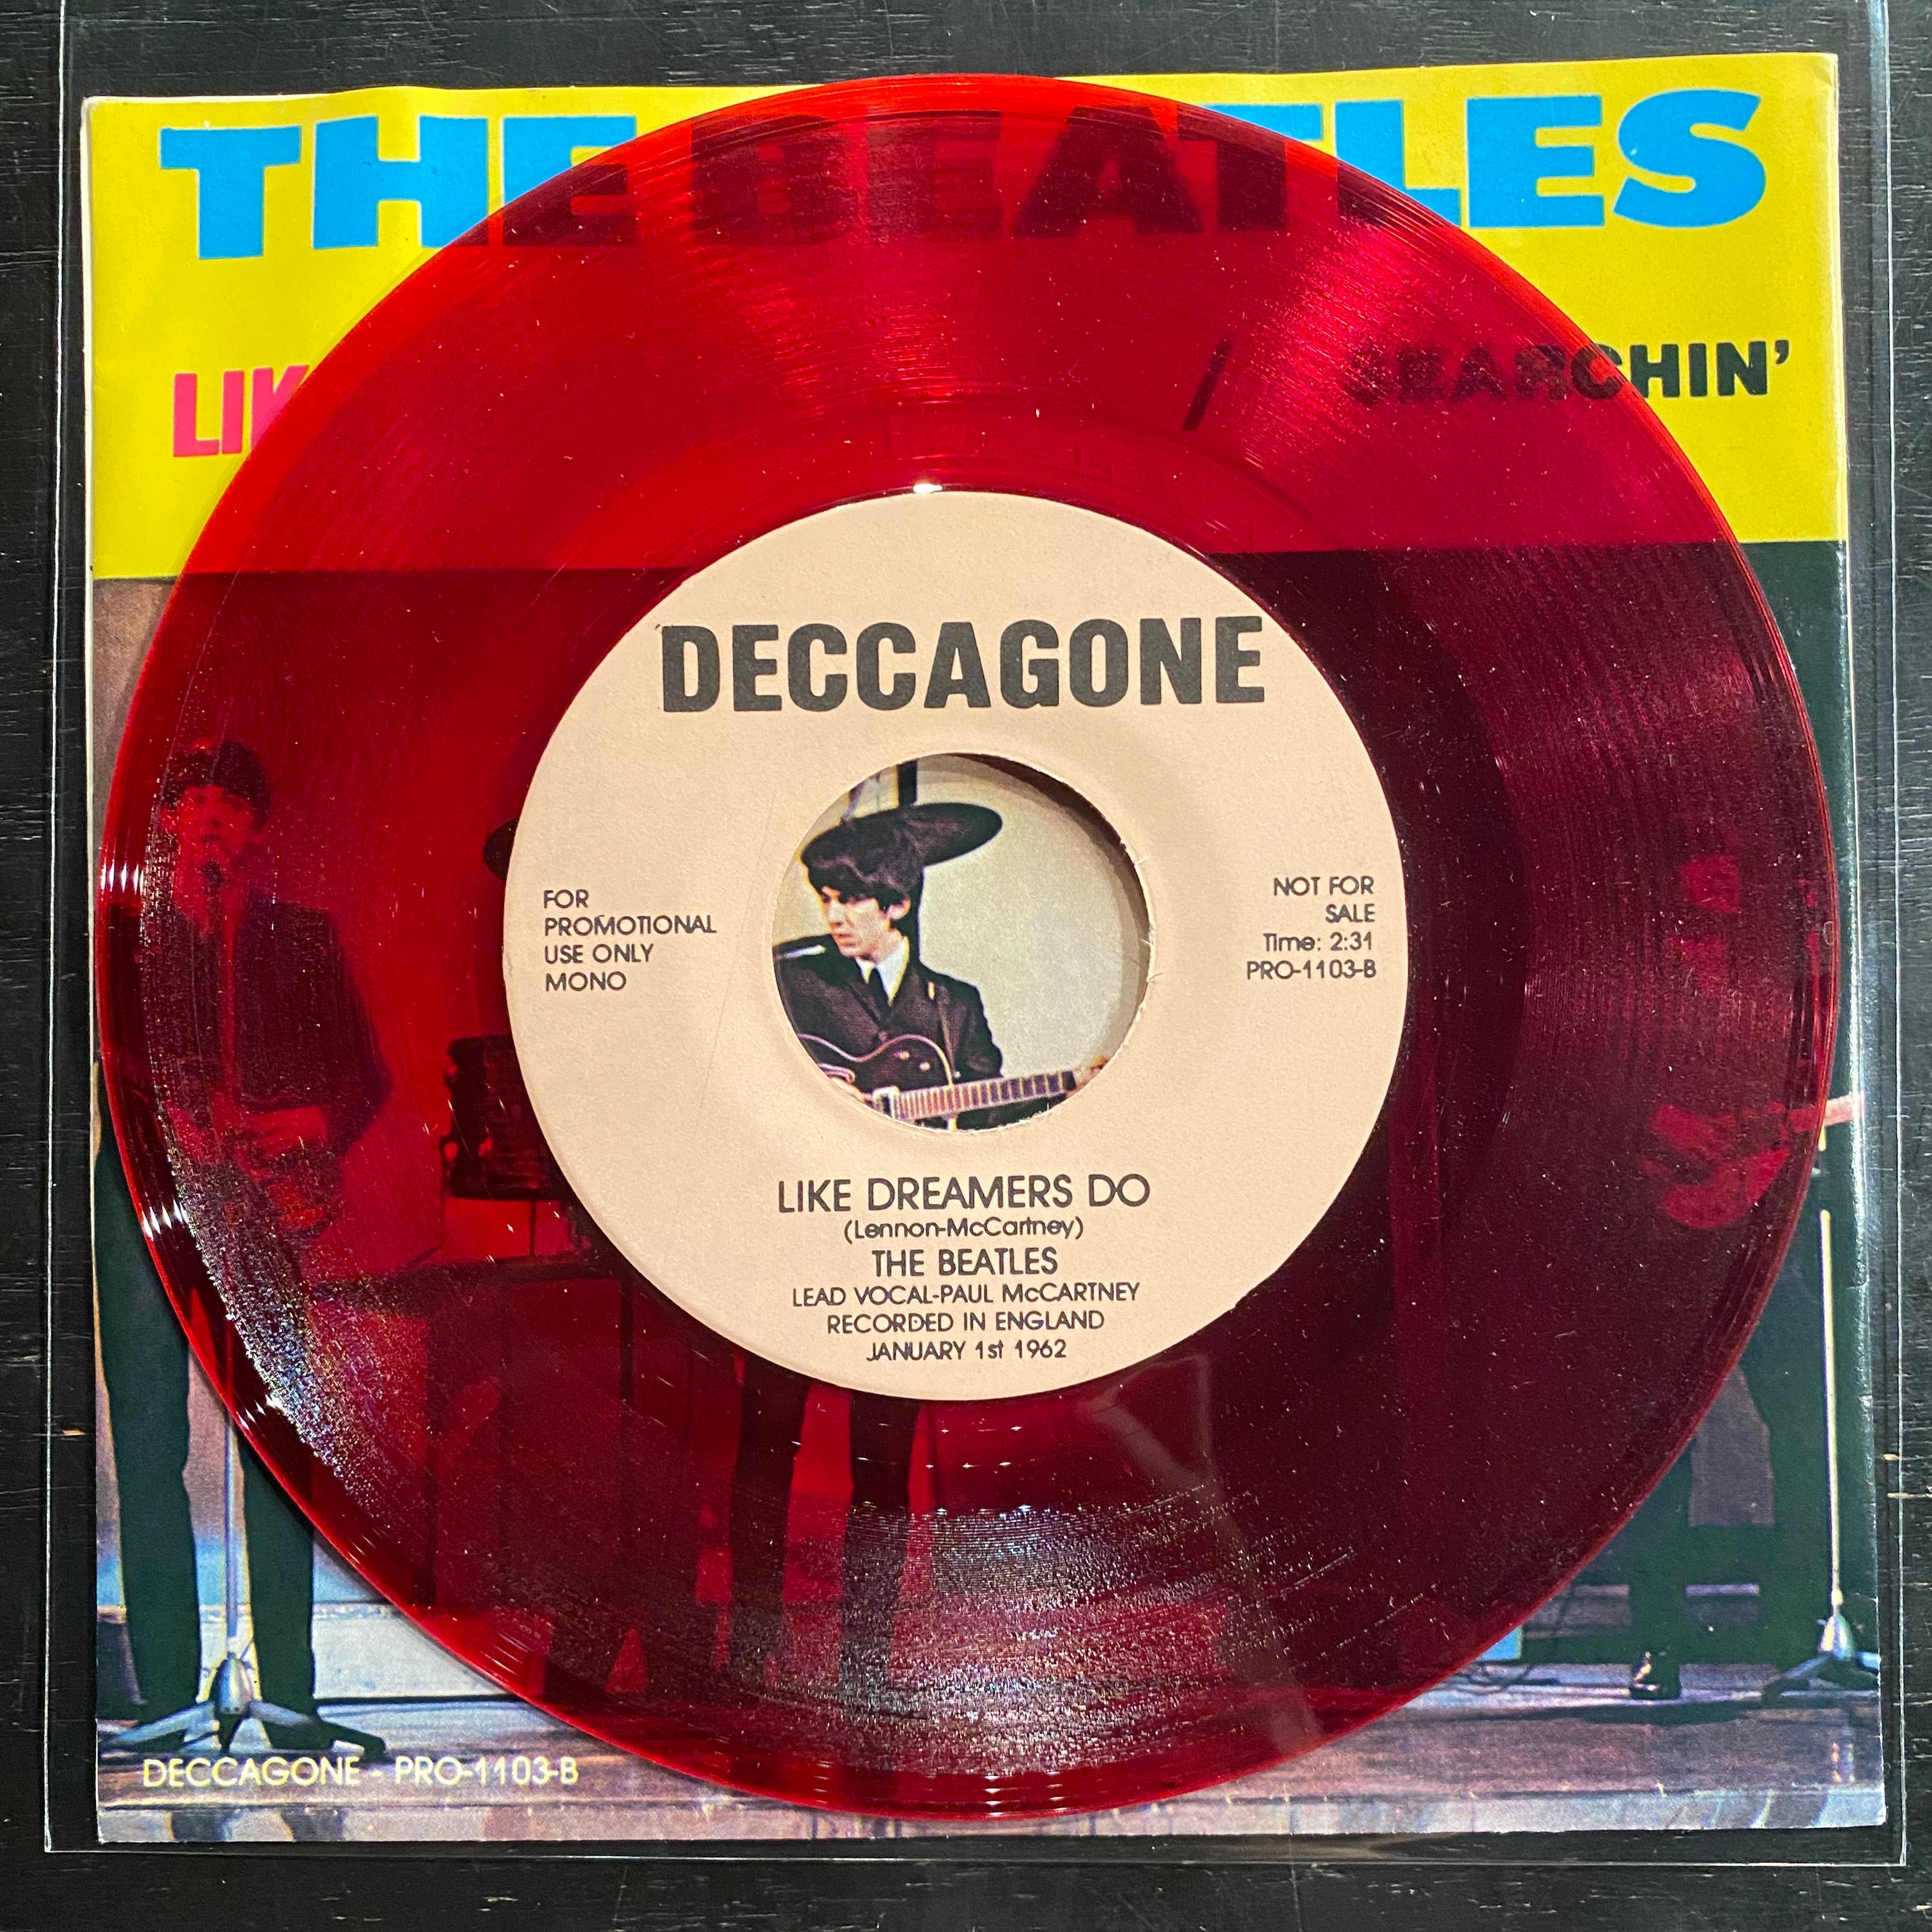 THE BEATLES
LIK
/ SEARCHIN'
DECCAGONE
FOR
PROMOTIONAL
USE ONLY
MONO
NOT FOR
SALE
Time: 2:31
PRO-1103-B
LIKE DREAMERS DO
(Lennon-McCartney)
THE BEATLES
LEAD VOCAL-PAUL McCARTNEY
RECORDED IN ENGLAND
JANUARY 1st 1962
DECCAGONE - PRO-1103-B